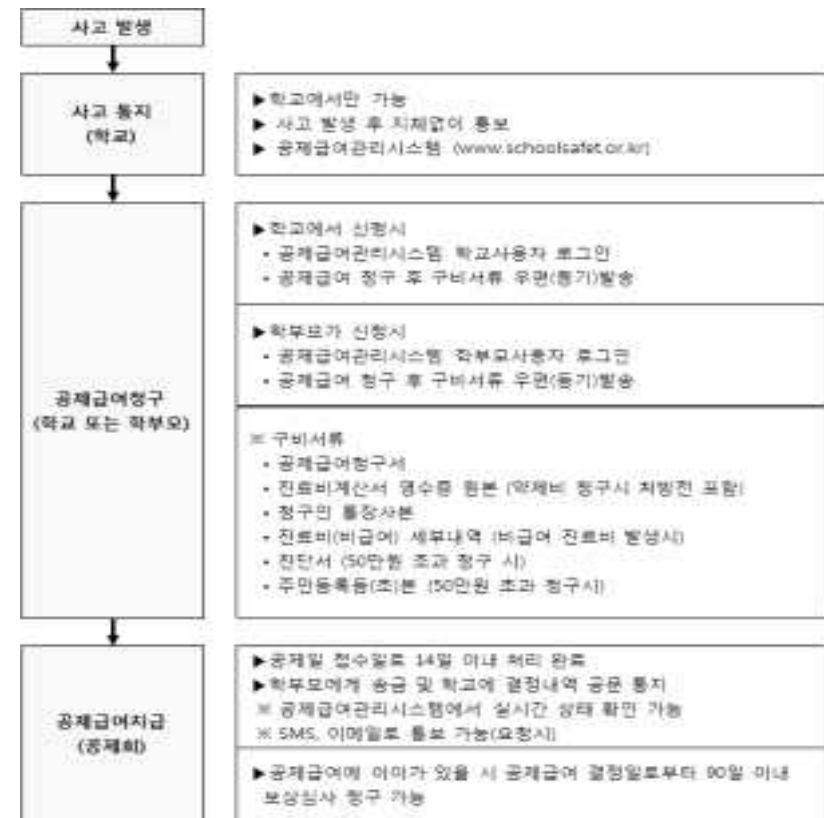 사고 발생
사고 통지
(학교)
▶학교에서만 가능
▶ 사고 발생 후 지체없이 통보
▶ 공제급여관리시스템 (www.schoolsafet.or.kr)
공제급여청구
(학교 또는 학부모)
▶학교에서 신청시
• 공제급여관리시스템 학교사용자 로그인
• 공제급여 청구 후 구비서류 우편(등기)발송
▶학부모가 신청시
• 공제급여관리시스템 학부모사용자 로그인
• 공제급여 청구 후 구비서류 우편(등기)발송
※ 구비서류
• 공제급여청구서
• 진료비계산서 영수증 원본 (약제비 청구시 처방전 포함)
• 청구인 통장사본
• 진료비(비급여) 세부내역 (비급여 진료비 발생시)
• 진단서 (50만원 초과 청구 시)
• 주민등록등(초)본 (50만원 초과 청구시)
공제급여지급
(공제회)
▶공제일 접수일로 14일 이내 처리 완료
▶학부모에게 송금 및 학교에 결정내역 공문 통지
※ 공제급여관리시스템에서 실시간 상태 확인 가능
※ SMS, 이메일로 통보 가능(요청시)
▶공제급여에 이의가 있을 시 공제급여 결정일로부터 90일 이내
보상심사 청구 가능